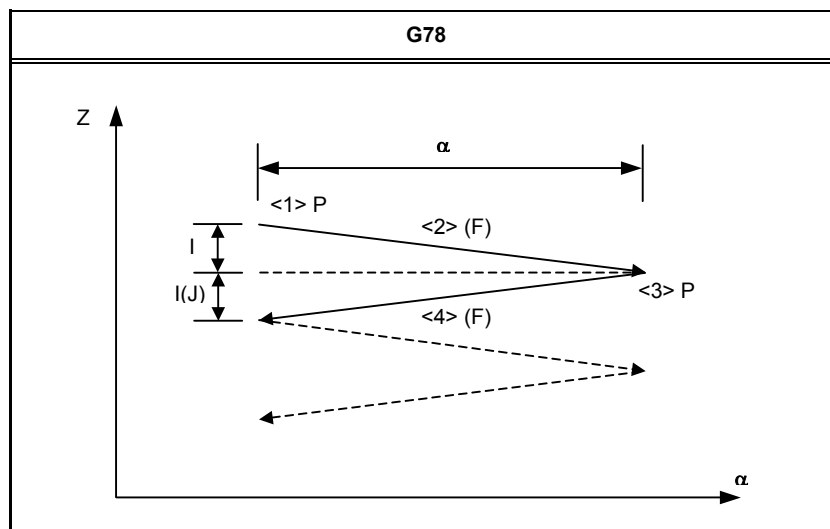 G78
Z
α
<1> P
<2> (F)
I
I(J)
<3> P
<4> (F)
α